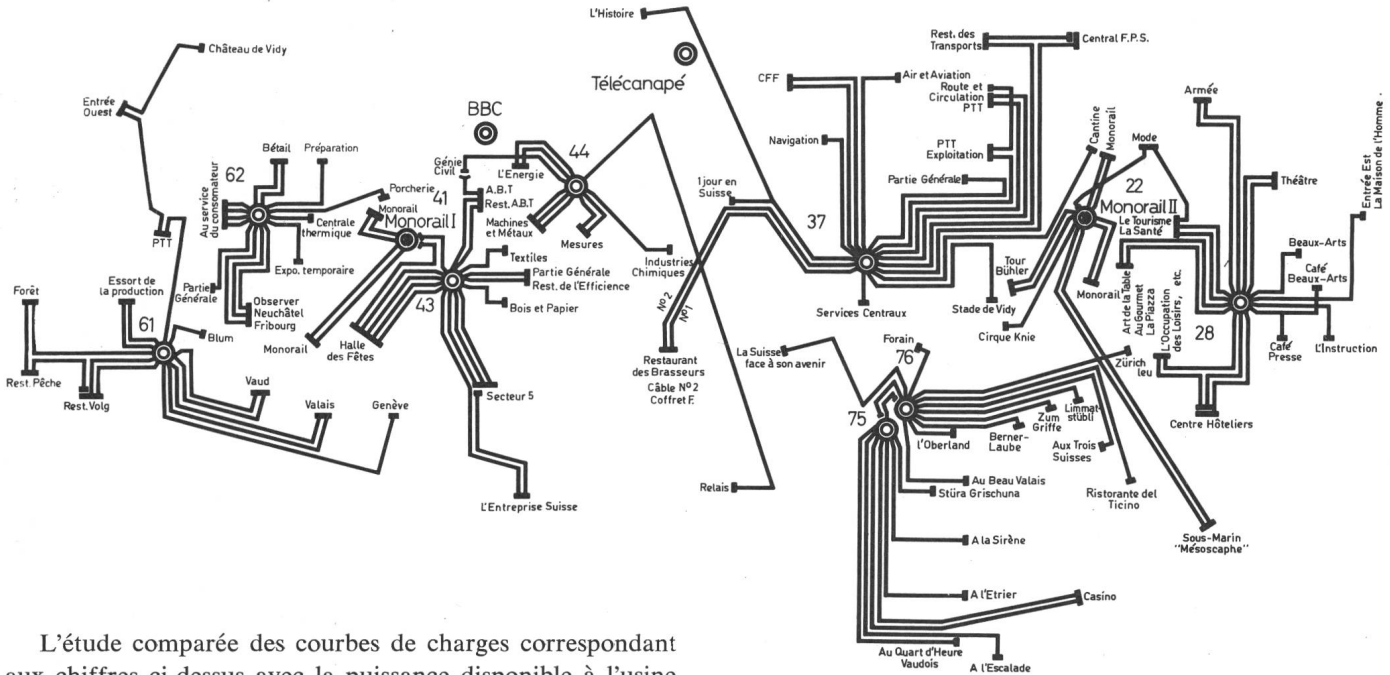 L'Histoire
Château de Vidy
Entrée
Ouest
PTT
Télécanapé
BBC
CFF
Air et Aviation
Rest. des
Transports
Central F.P.S.
Route et
Circulation
PTT
PTT
Exploitation
Partie Générale
Navigation
1 jour en
Suisse
37
Services Centraux
Stade de Vidy
62
Bétail
Préparation
Au service
du consomateur
Porcherie
Centrale
thermique
Expo. temporaire
Partie
Générale
Observer
Neuchâtel
Fribourg
Génie
Civil
L'Energie
44
41
A.B.T
Rest. A.B.T
Machines
et Métaux
Mesures
Industries
Chimiques
Monorail
Monorail I
Monorail
Textiles
Partie Générale
Rest. de l'Efficience
Bois et Papier
43
Halle
des Fêtes
Secteur 5
L'Entreprise Suisse
Forêt
Essort de
la production
61
Blum
Rest. Pêche
Rest. Volg
Vaud
Valais
Genève
N°2
N°1
Restaurant
des Brasseurs
Câble N°2
Coffret F.
Relais
Cantine
Monorail
Mode
22
Monorail II
Le Tourisme
La Santé
Tour
Bühler
Monorail
Cirque Knie
Armée
Théâtre
Entrée Est
La Maison de l'Homme.
Beaux-Arts
Café
Beaux-Arts
Art de la Table
Au Gourmet
La Piazza
L'Occupation
des Loisirs, etc.
28
Café
Presse
L'Instruction
Centre Hôteliers
Sous-Marin
"Mésoscaphe"
La Suisse
face à son avenir
Forain
76
75
Zürich
leu
Limmat-
stübli
Zum
Griffe
Berner-
Laube
l'Oberland
Aux Trois
Suisses
Ristorante del
Ticino
Au Beau Valais
Stüra Grischuna
A la Sirène
A l'Etrier
Casino
Au Quart d'Heure
Vaudois
A l'Escalade
L'étude comparée des courbes de charges correspondant
aux chiffres ci-dessus avec la puissance disponible à l'usine